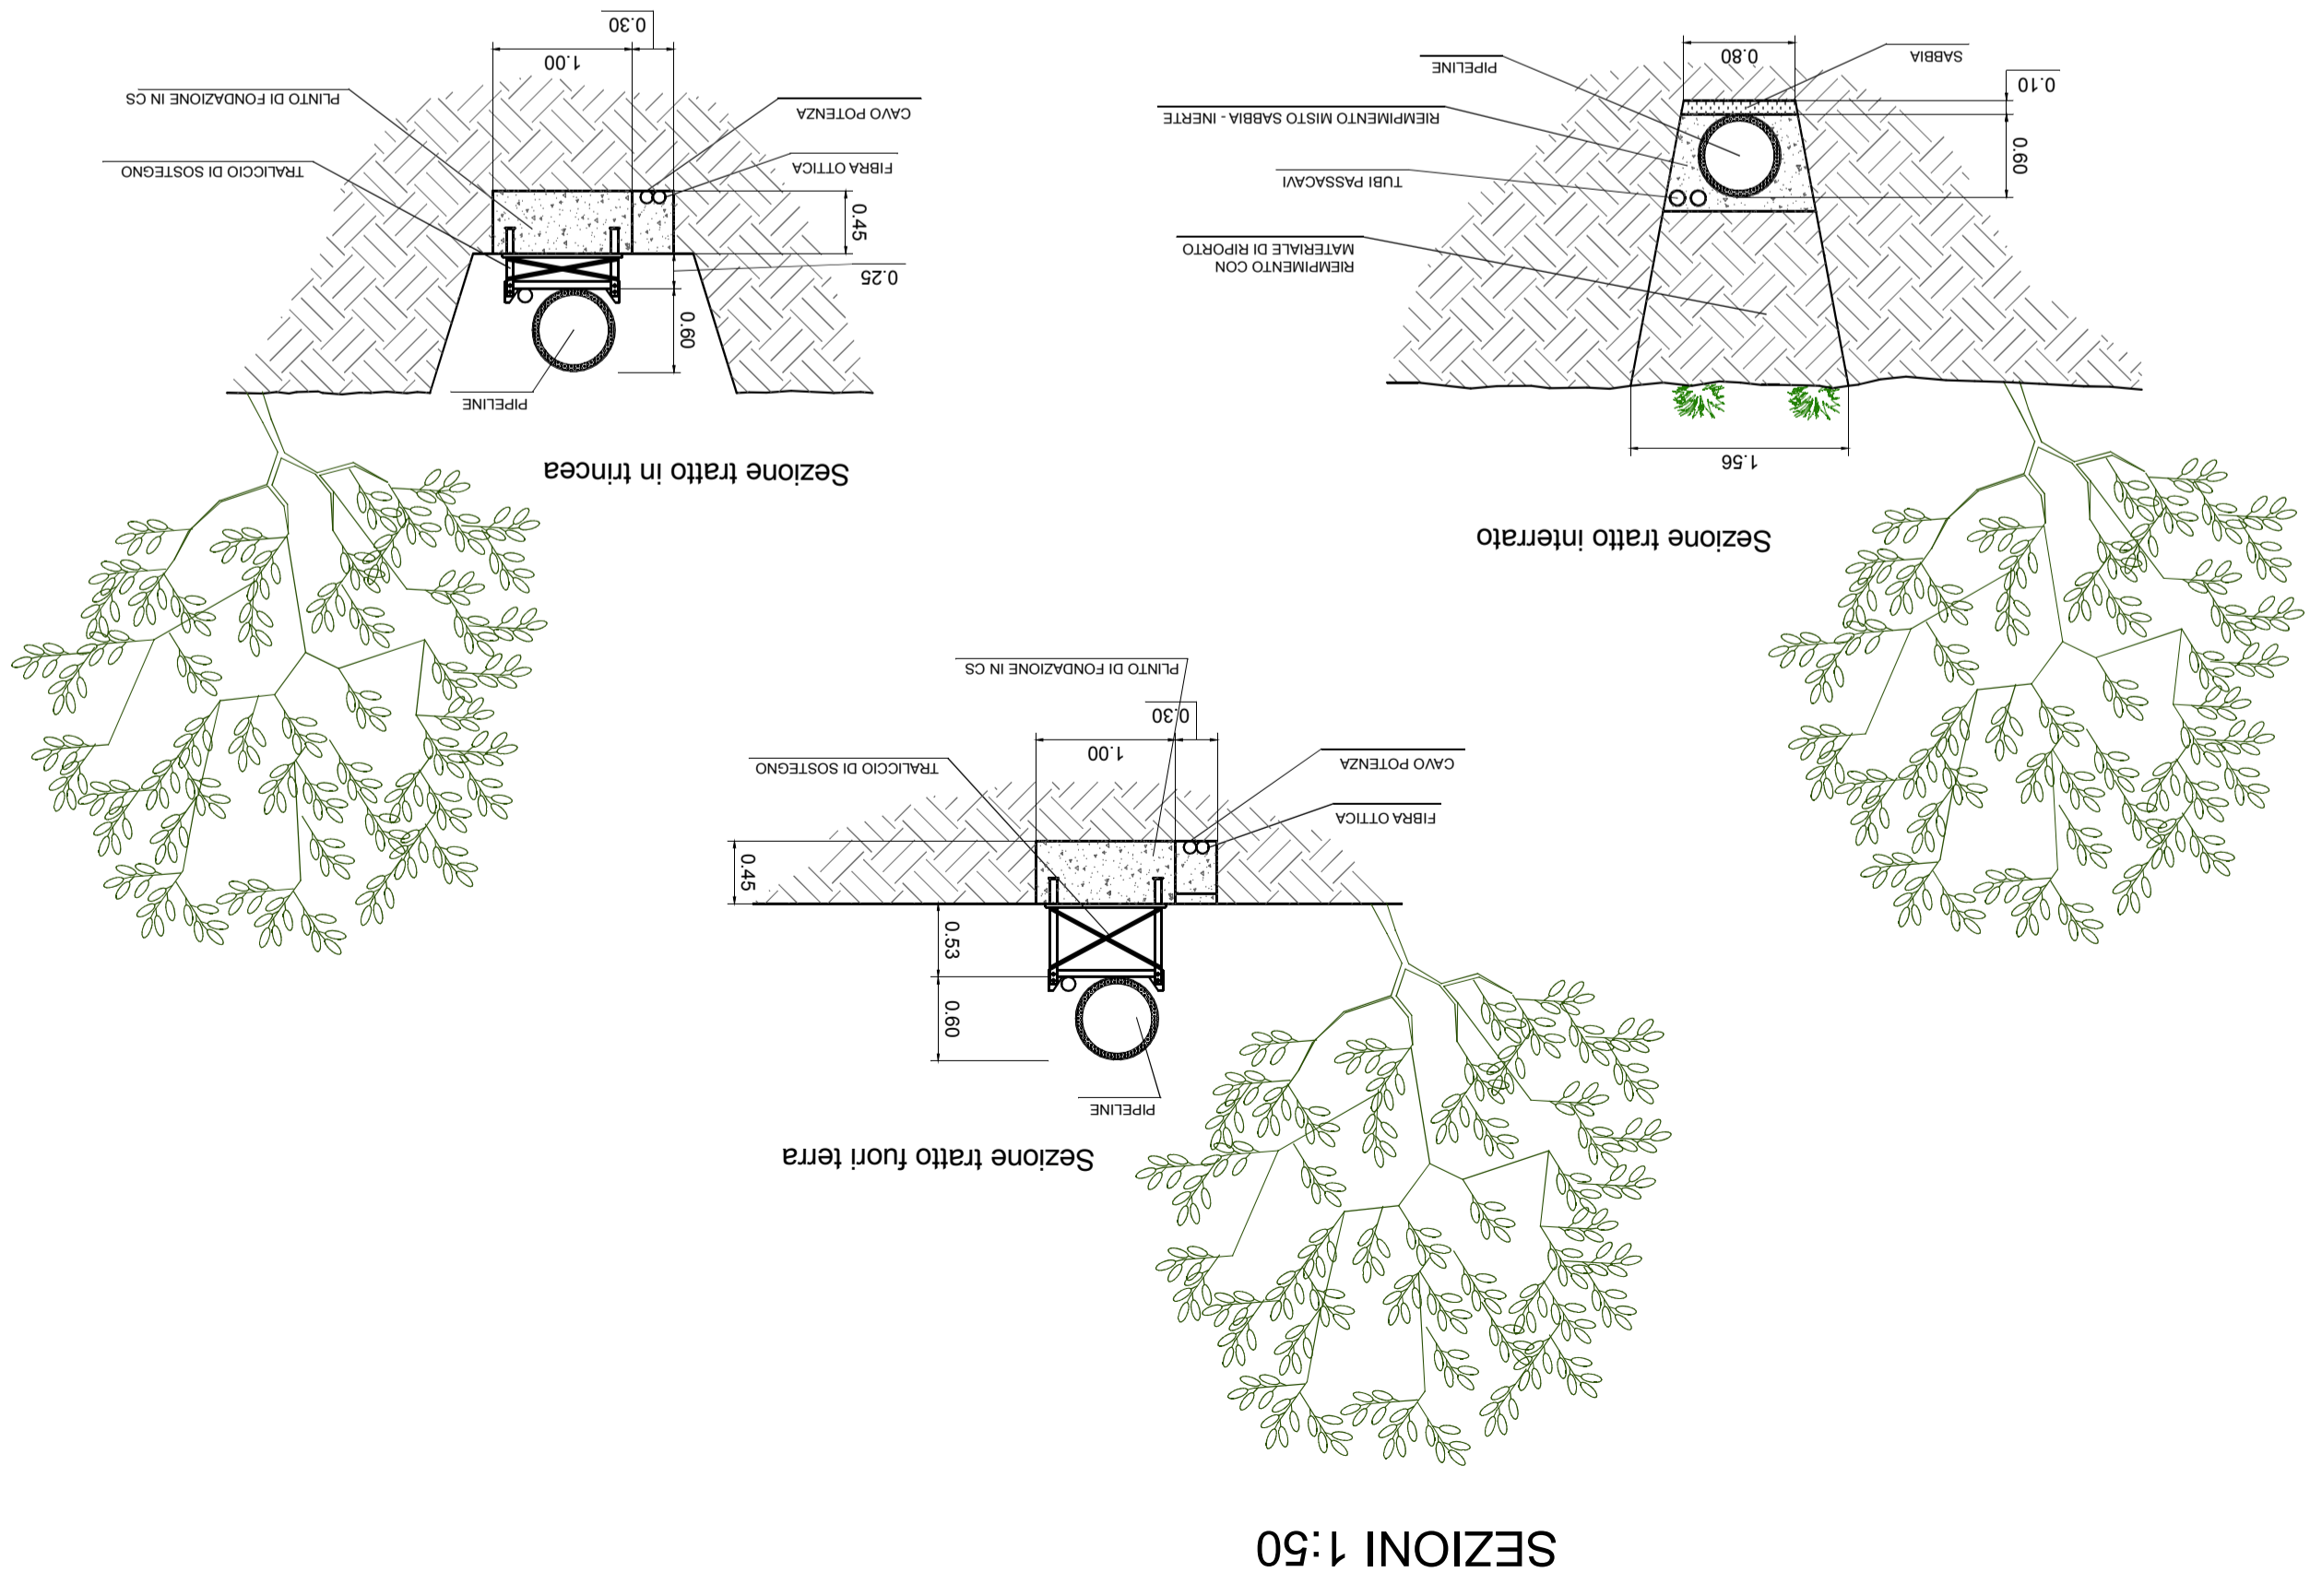 SEZIONI 1:50
Sezione tratto fuori terra
PIPELINE
0.60
0.53
0.45
FIBRA OTTICA
CAVO POTENZA
TRALICCIO DI SOSTEGNO
1.00
0.30
PLINTO DI FONDAZIONE IN CS
Sezione tratto interrato
1.56
RIEMPIMENTO CON
MATERIALE DI RIPORTO
TUBI PASSACAVI
RIEMPIMENTO MISTO SABBIA - INERTE
PIPELINE
0.80
SABBIA
0.60
0.10
Sezione tratto in trincea
PIPELINE
0.60
0.25
0.45
FIBRA OTTICA
CAVO POTENZA
TRALICCIO DI SOSTEGNO
PLINTO DI FONDAZIONE IN CS
1.00
0.30